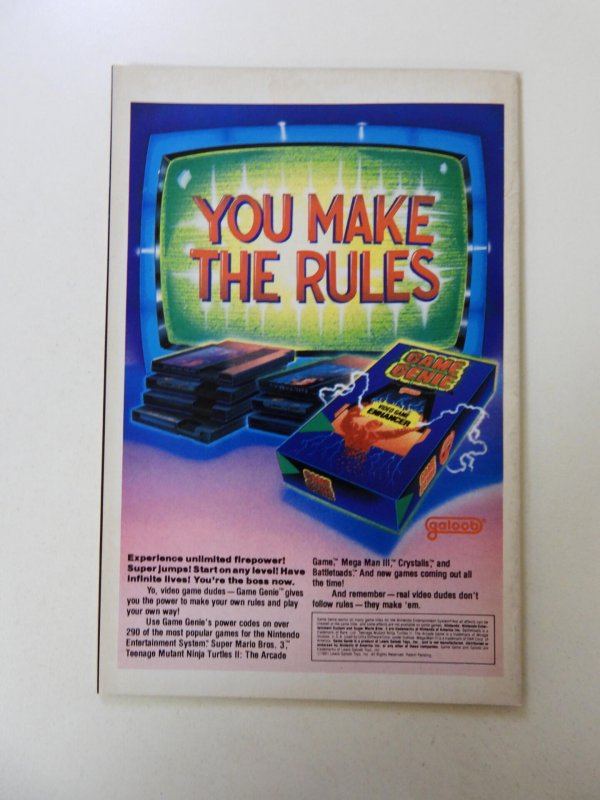 YOU MAKE
THE RULES
GAME
GENIE™
VIDEO GAME
ENHANCER
GAME
GENIE
galoob®
Experience unlimited firepower!
Super jumps! Start on any level! Have
infinite lives! You're the boss now.
Yo, video game dudes — Game Genie™ gives
you the power to make your own rules and play
your own way!
Use Game Genie's power codes on over
290 of the most popular games for the Nintendo
Entertainment System®. Super Mario Bros. 3,™
Teenage Mutant Ninja Turtles II: The Arcade
Game,™ Mega Man III,™ Crystalis,™ and
Battletoads.™ And new games coming out all
the time!
And remember — real video dudes don't
follow rules — they make 'em.